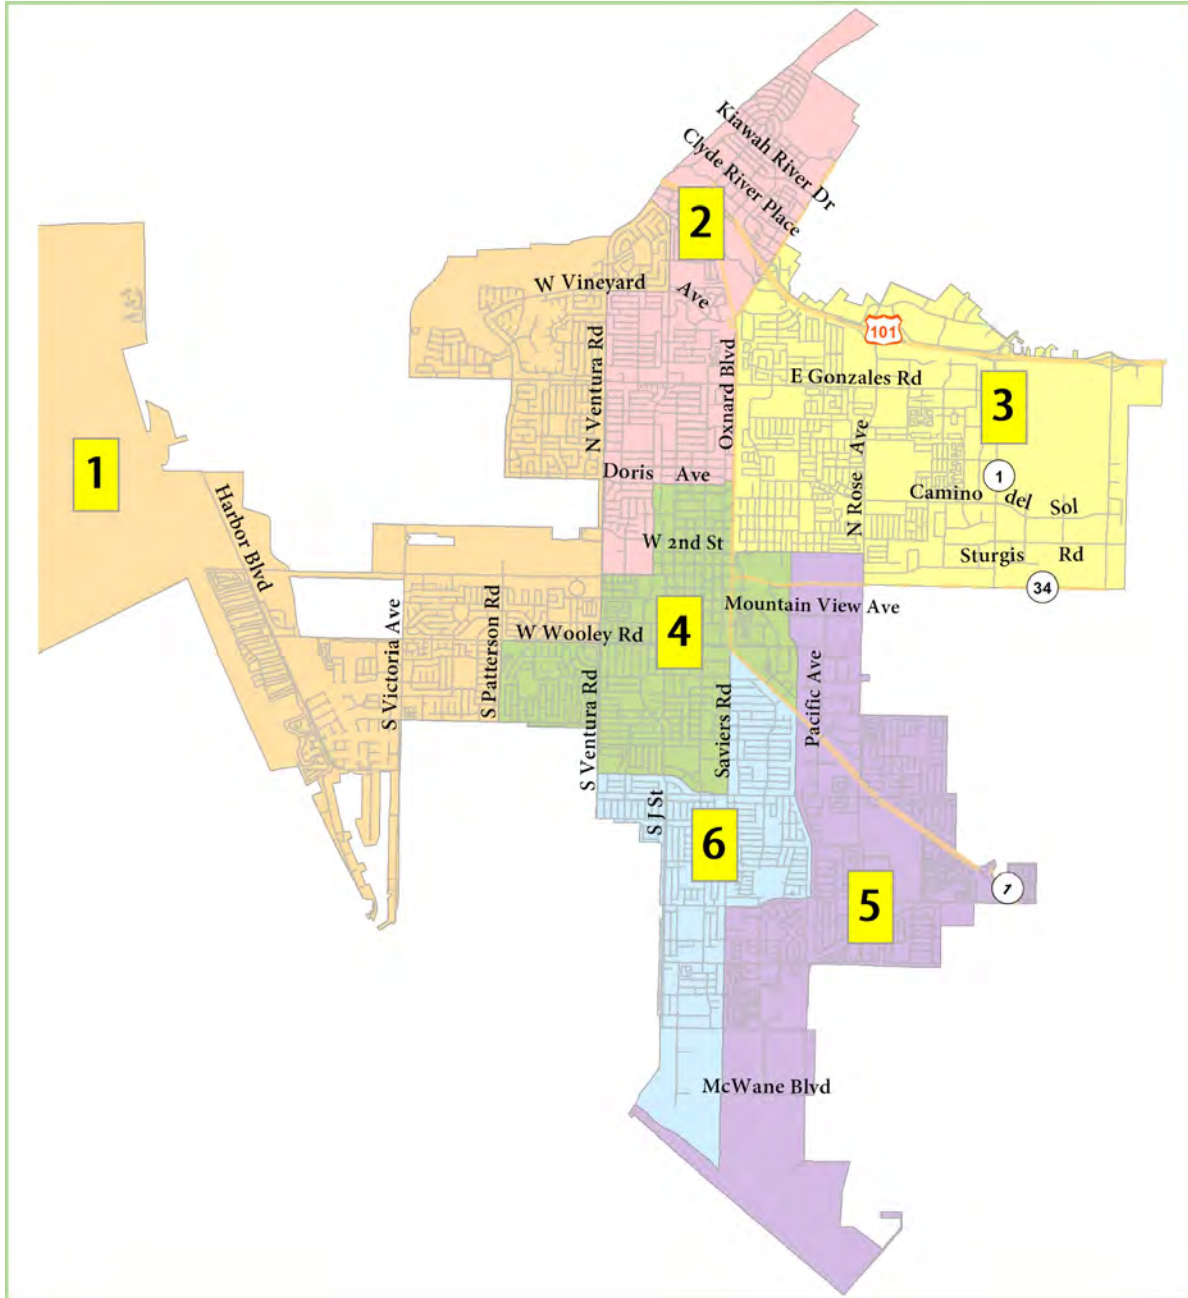 Kiawah River Dr
Clyde River Place
2
W Vineyard
Ave
101
N Ventura Rd
Oxnard Blvd
E Gonzales Rd
3
1
N Rose Ave
Doris Ave
1
Camino del Sol
Harbor Blvd
W 2nd St
Sturgis Rd
34
Mountain View Ave
S Victoria Ave
S Patterson Rd
W Wooley Rd
4
S Ventura Rd
Saviers Rd
Pacific Ave
S J St
6
5
1
McWane Blvd